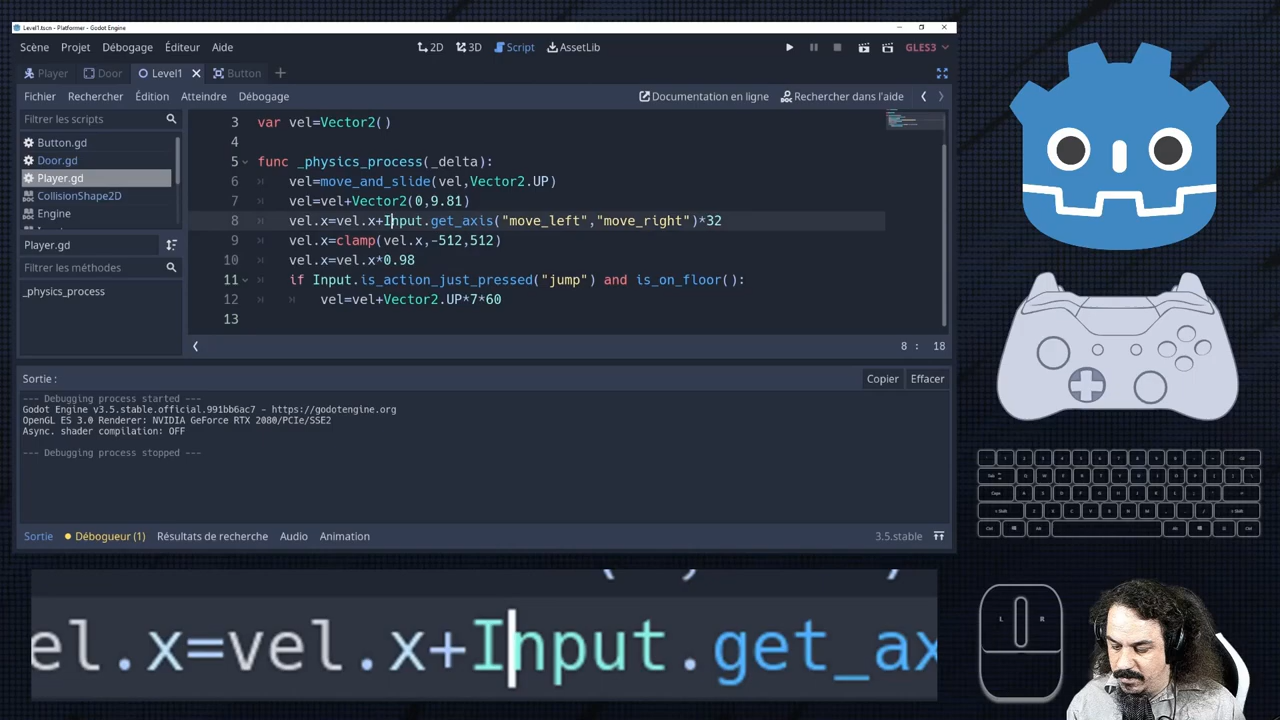 Level1.tscn - Platformer - Godot Engine
Scène Projet Débogage Éditeur Aide
2D 3D Script AssetLib
GLES3
Player Door Level1 Button
Fichier Rechercher Édition Atteindre Débogage
Documentation en ligne Rechercher dans l'aide
Filtrer les scripts
Button.gd
Door.gd
Player.gd
CollisionShape2D
Engine
Player.gd
Filtrer les méthodes
_physics_process
3 var vel=Vector2()
4
5 func _physics_process(_delta):
6 vel=move_and_slide(vel,Vector2.UP)
7 vel=vel+Vector2(0,9.81)
8 vel.x=vel.x+Input.get_axis("move_left","move_right")*32
9 vel.x=clamp(vel.x,-512,512)
10 vel.x=vel.x*0.98
11 if Input.is_action_just_pressed("jump") and is_on_floor():
12 vel=vel+Vector2.UP*7*60
13
8 : 18
Sortie :
Copier Effacer
--- Debugging process started ---
Godot Engine v3.5.stable.official.991bb6ac7 - https://godotengine.org
OpenGL ES 3.0 Renderer: NVIDIA GeForce RTX 2080/PCIe/SSE2
Async. shader compilation: OFF
--- Debugging process stopped ---
Sortie Débogueur (1) Résultats de recherche Audio Animation
3.5.stable
el.x=vel.x+Input.get_ax
L R